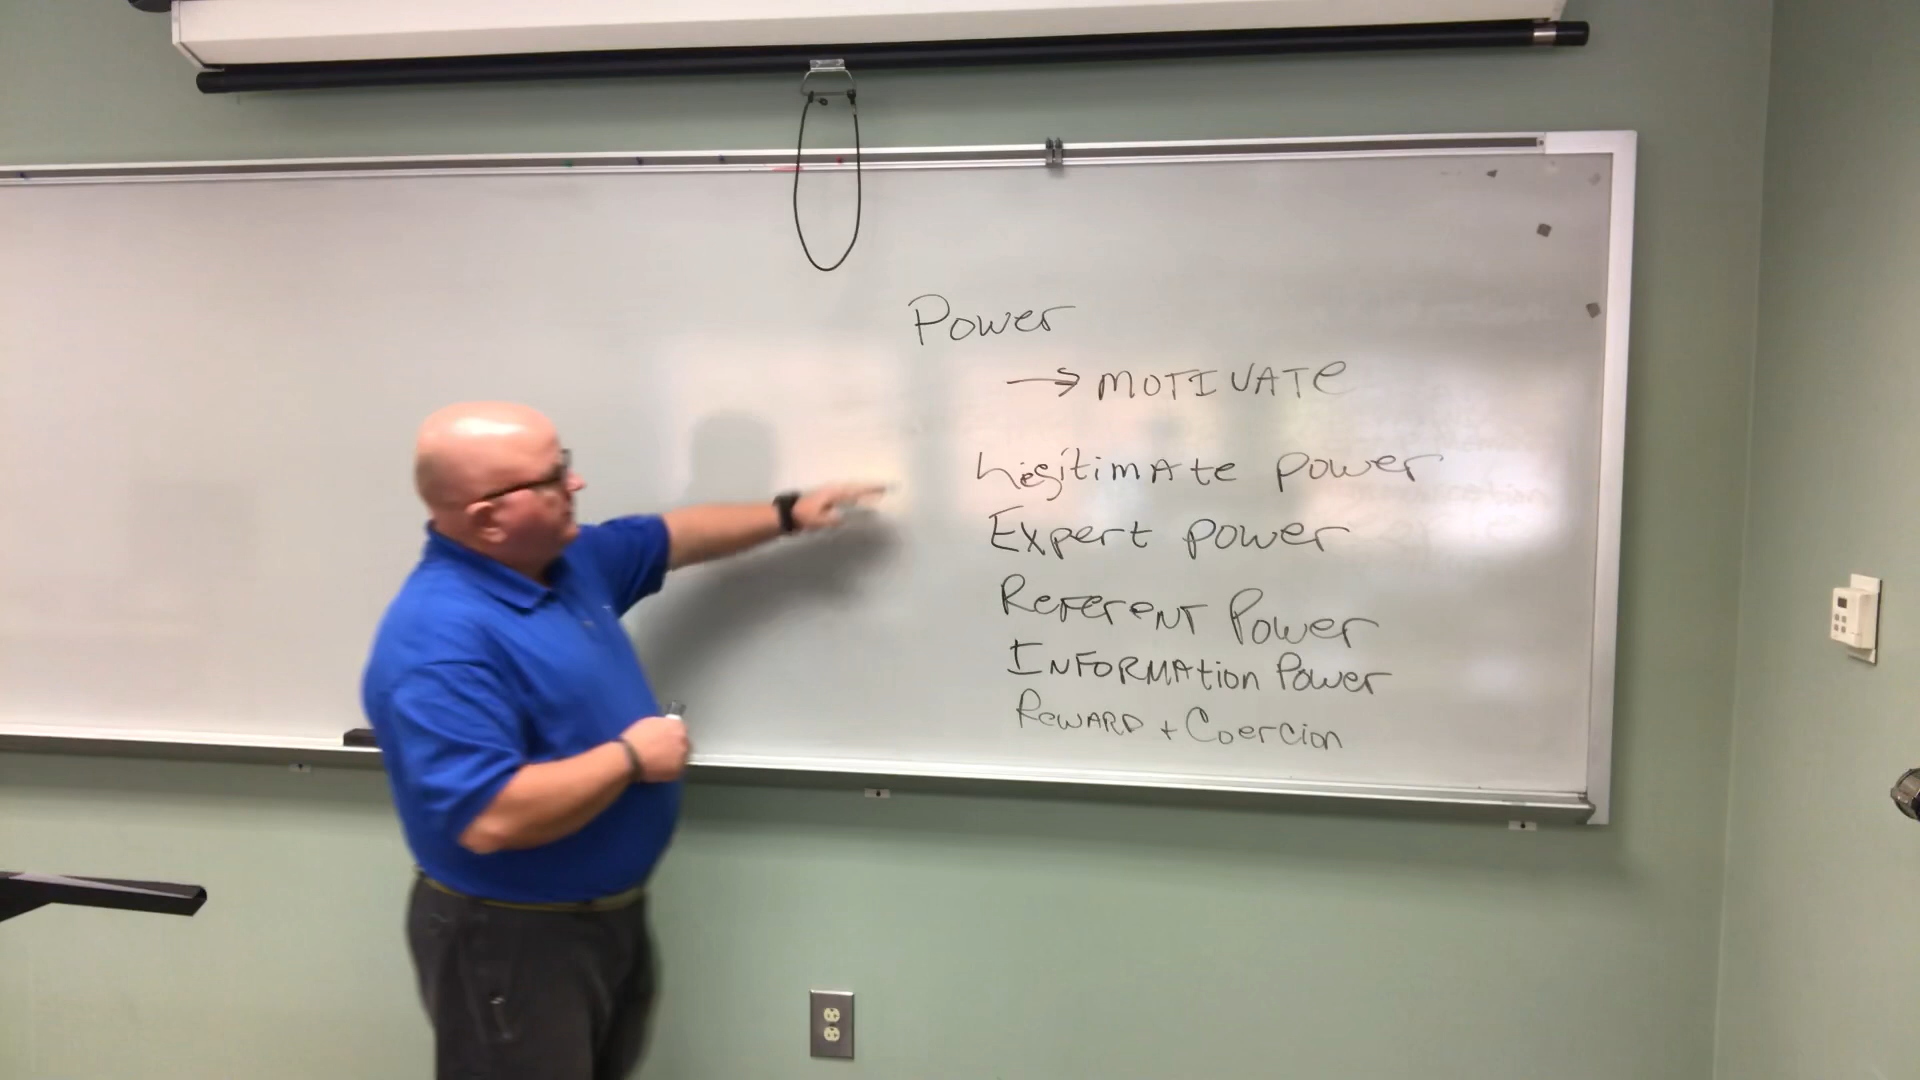 Power
→ MOTIVATE
Legitimate power
Expert power
Referent Power
Information Power
Reward + Coercion